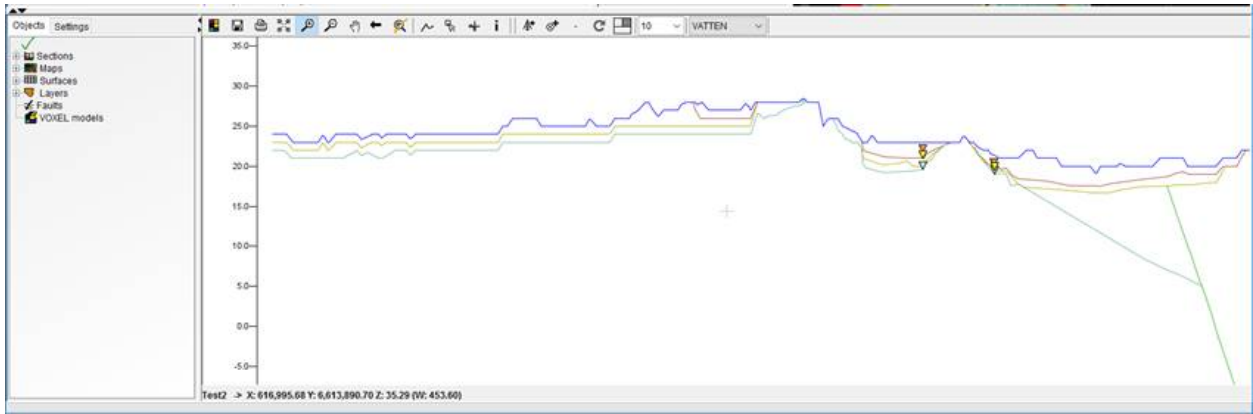 Objects Settings
Sections
Maps
Surfaces
Layers
Faults
VOXEL models
10 VATTEN
35.0
30.0
25.0
20.0
15.0
10.0
5.0
0.0
-5.0
Test2 -> X: 616,995.68 Y: 6,613,890.70 Z: 35.29 (W: 453.60)